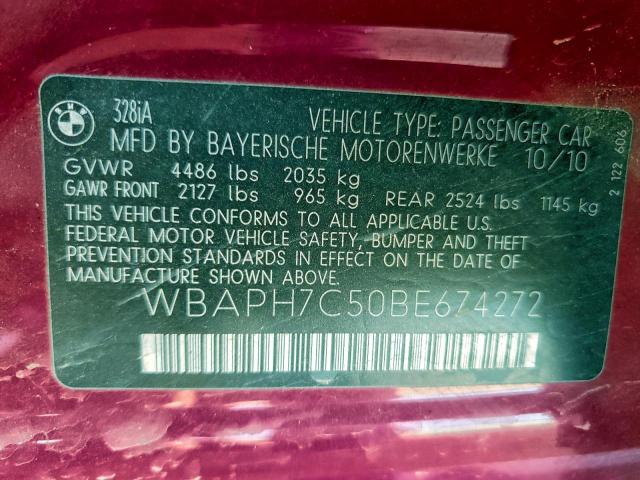 BMW
328iA
VEHICLE TYPE: PASSENGER CAR
MFD BY BAYERISCHE MOTORENWERKE 10/10
GVWR 4486 lbs 2035 kg
GAWR FRONT 2127 lbs 965 kg REAR 2524 lbs 1145 kg
THIS VEHICLE CONFORMS TO ALL APPLICABLE U.S.
FEDERAL MOTOR VEHICLE SAFETY, BUMPER AND THEFT
PREVENTION STANDARDS IN EFFECT ON THE DATE OF
MANUFACTURE SHOWN ABOVE.
WBAPH7C50BE674272
2 122 606